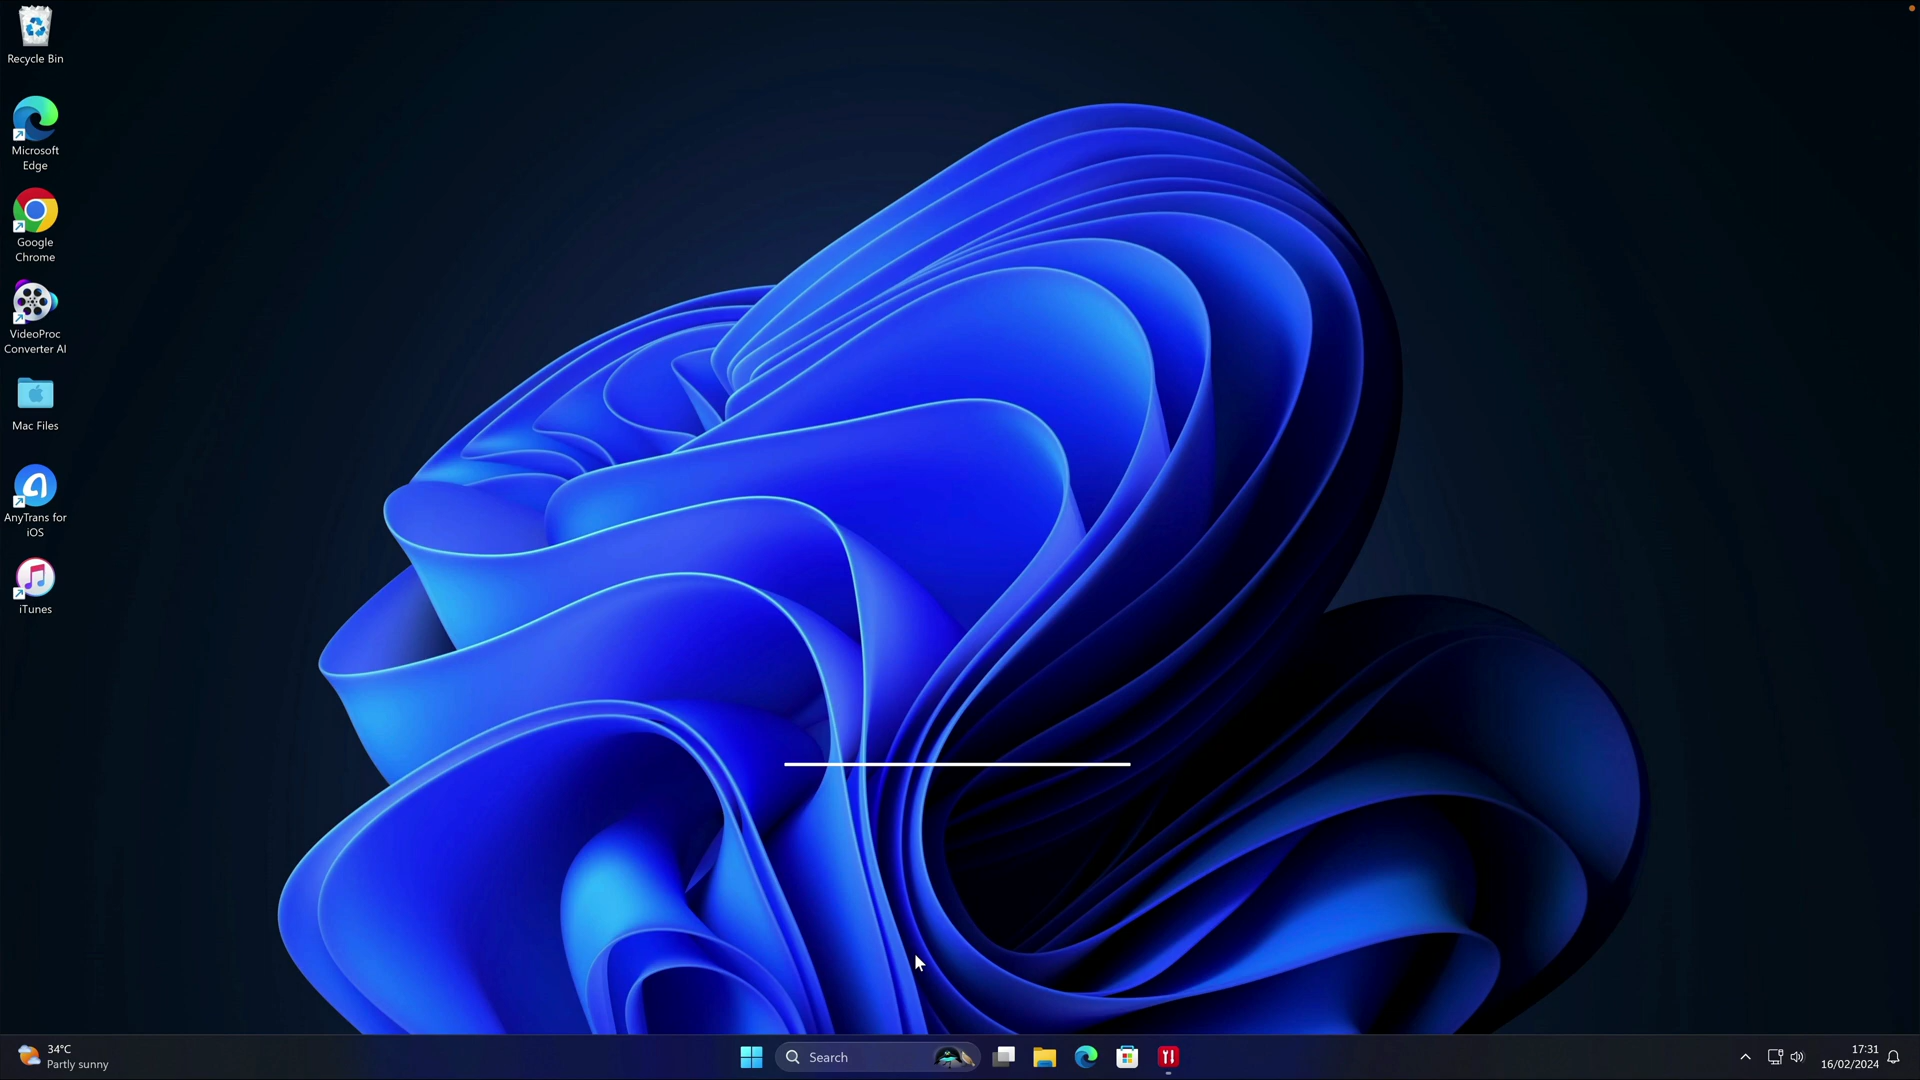 Recycle Bin
Microsoft
Edge
Google
Chrome
VideoProc
Converter AI
Mac Files
AnyTrans for
iOS
iTunes
34°C
Partly sunny
Search
17:31
16/02/2024